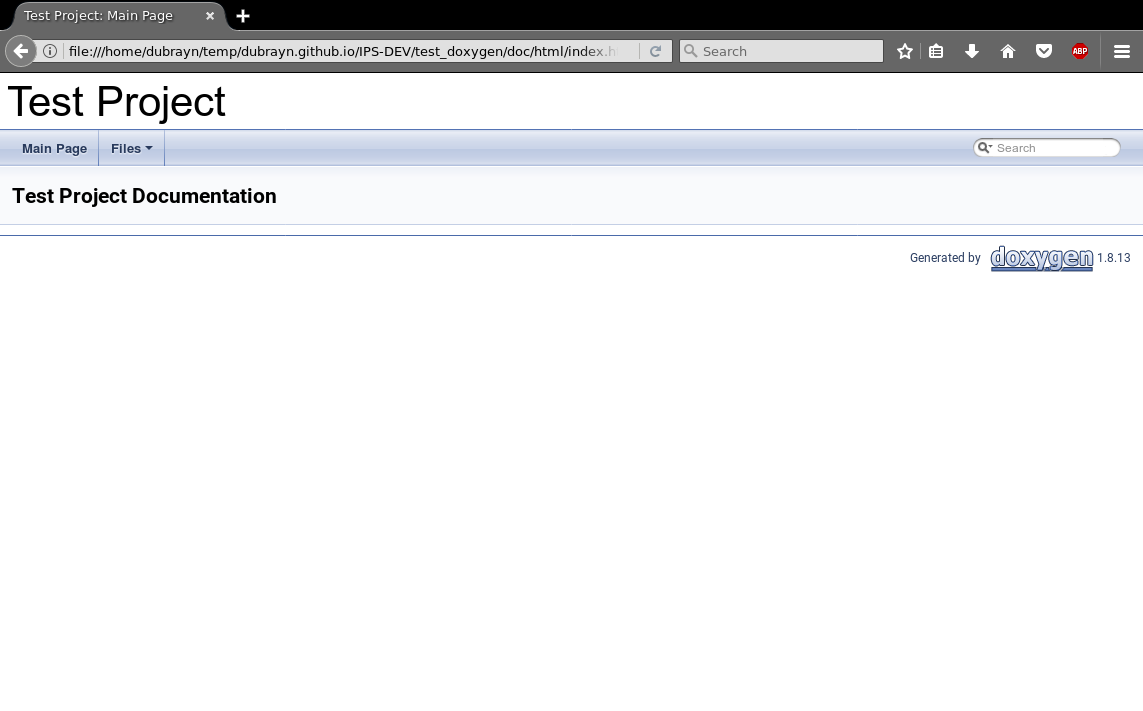 Test Project: Main Page
file:///home/dubrayn/temp/dubrayn.github.io/IPS-DEV/test_doxygen/doc/html/index.h
Search
ABP
Test Project
Main Page
Files
Search
Test Project Documentation
Generated by doxygen 1.8.13